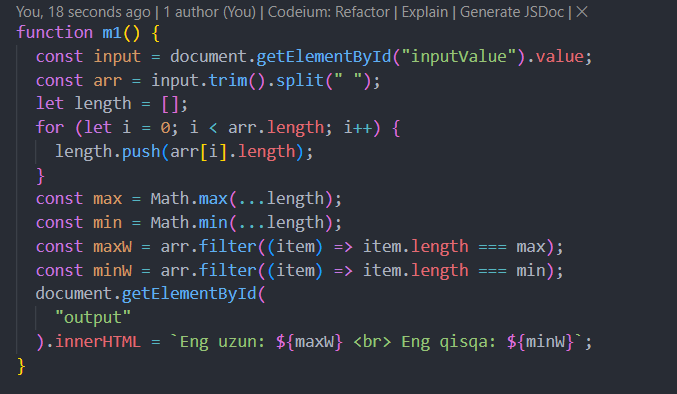 You, 18 seconds ago | 1 author (You) | Codeium: Refactor | Explain | Generate JSDoc | ×
function m1() {
  const input = document.getElementById("inputValue").value;
  const arr = input.trim().split(" ");
  let length = [];
  for (let i = 0; i < arr.length; i++) {
    length.push(arr[i].length);
  }
  const max = Math.max(...length);
  const min = Math.min(...length);
  const maxW = arr.filter((item) => item.length === max);
  const minW = arr.filter((item) => item.length === min);
  document.getElementById(
    "output"
  ).innerHTML = `Eng uzun: ${maxW} <br> Eng qisqa: ${minW}`;
}